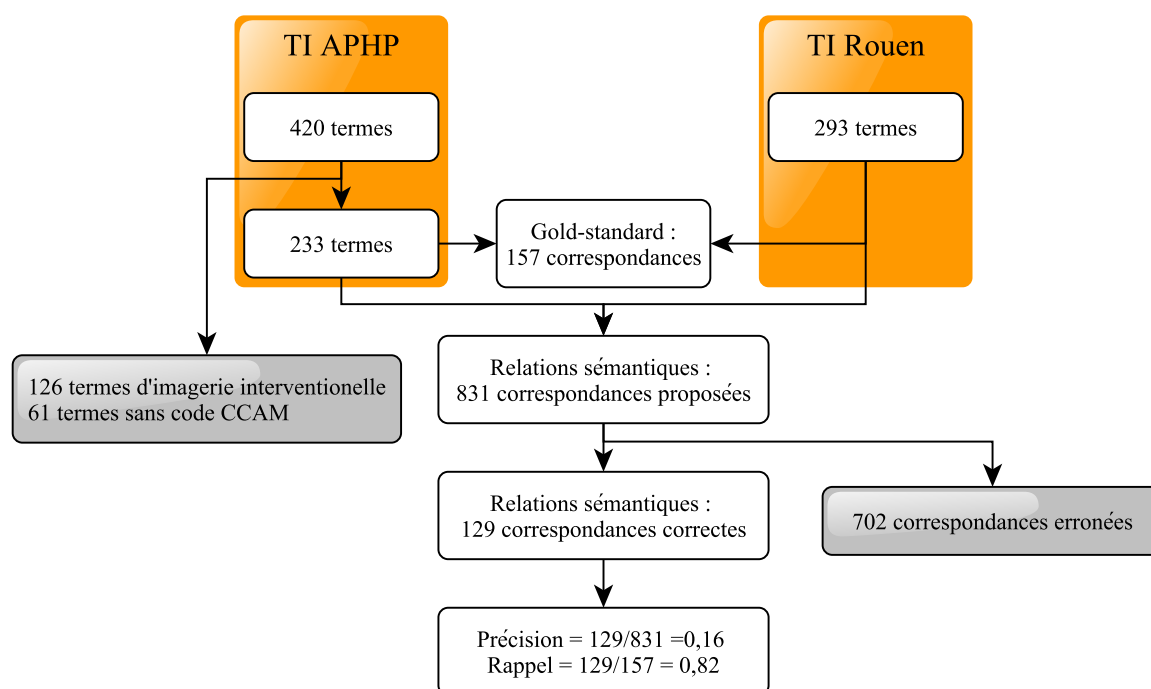 TI APHP
TI Rouen
420 termes
293 termes
233 termes
Gold-standard :
157 correspondances
126 termes d'imagerie interventionelle
61 termes sans code CCAM
Relations sémantiques :
831 correspondances proposées
Relations sémantiques :
129 correspondances correctes
702 correspondances erronées
Précision = 129/831 =0,16
Rappel = 129/157 = 0,82